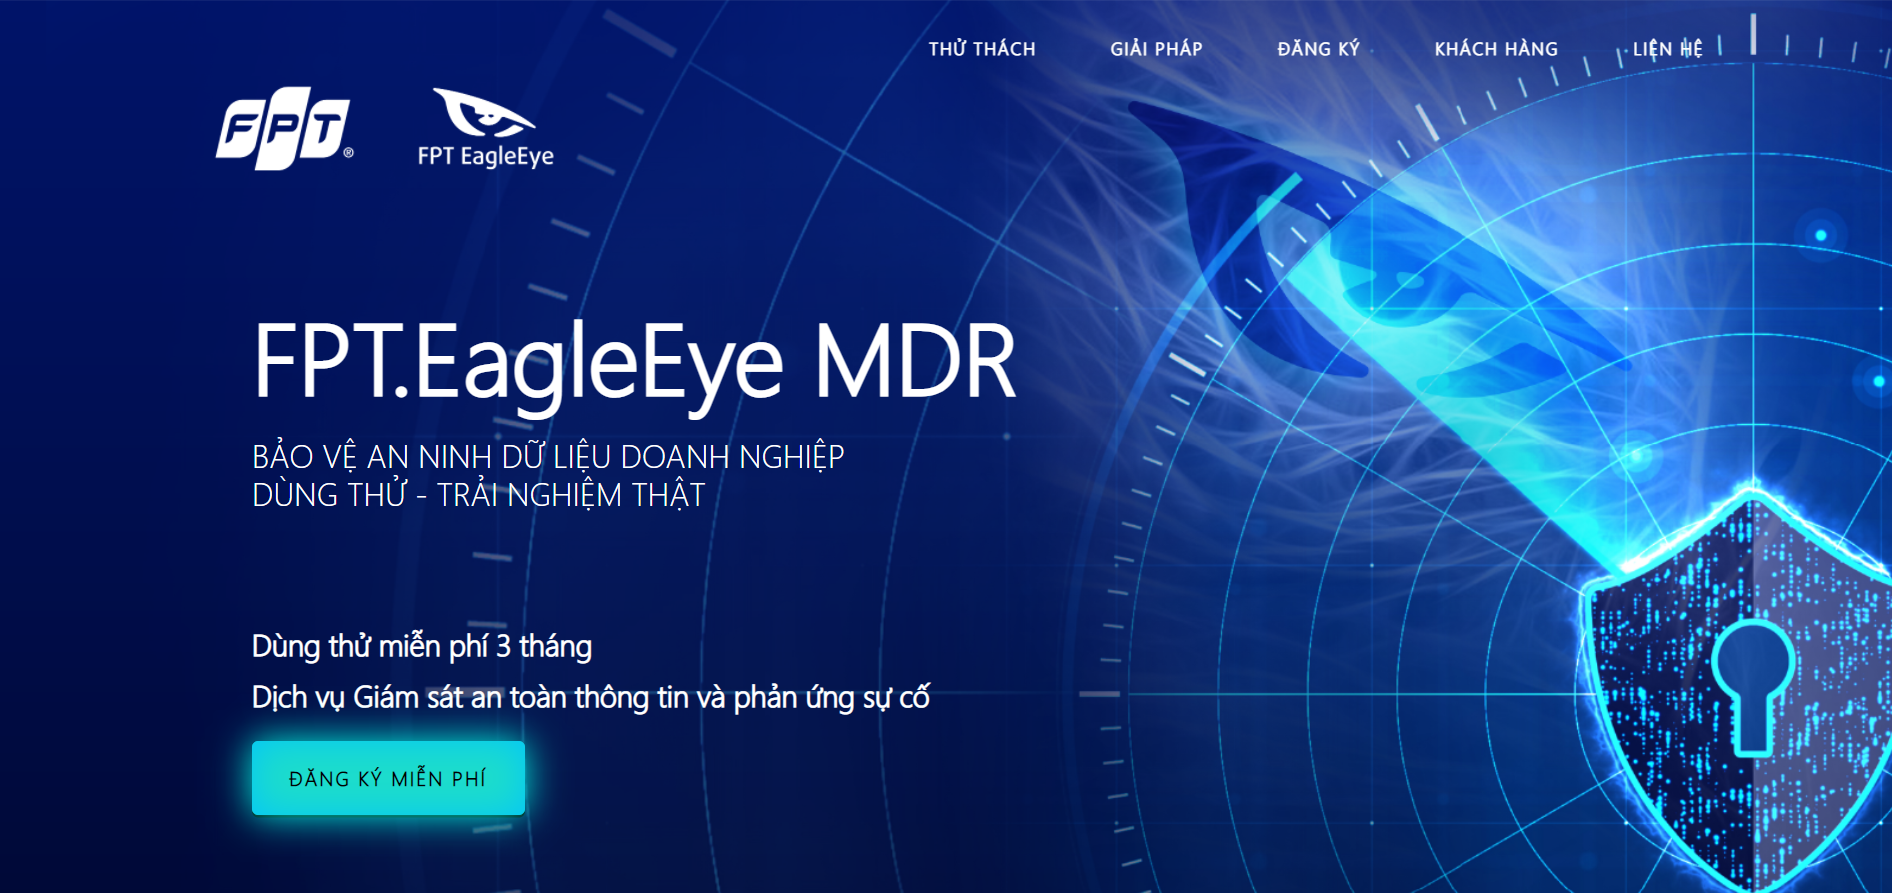 THỬ THÁCH GIẢI PHÁP ĐĂNG KÝ KHÁCH HÀNG LIÊN HỆ
FPT®
FPT EagleEye
FPT.EagleEye MDR
BẢO VỆ AN NINH DỮ LIỆU DOANH NGHIỆP
DÙNG THỬ - TRẢI NGHIỆM THẬT
Dùng thử miễn phí 3 tháng
Dịch vụ Giám sát an toàn thông tin và phản ứng sự cố
ĐĂNG KÝ MIỄN PHÍ